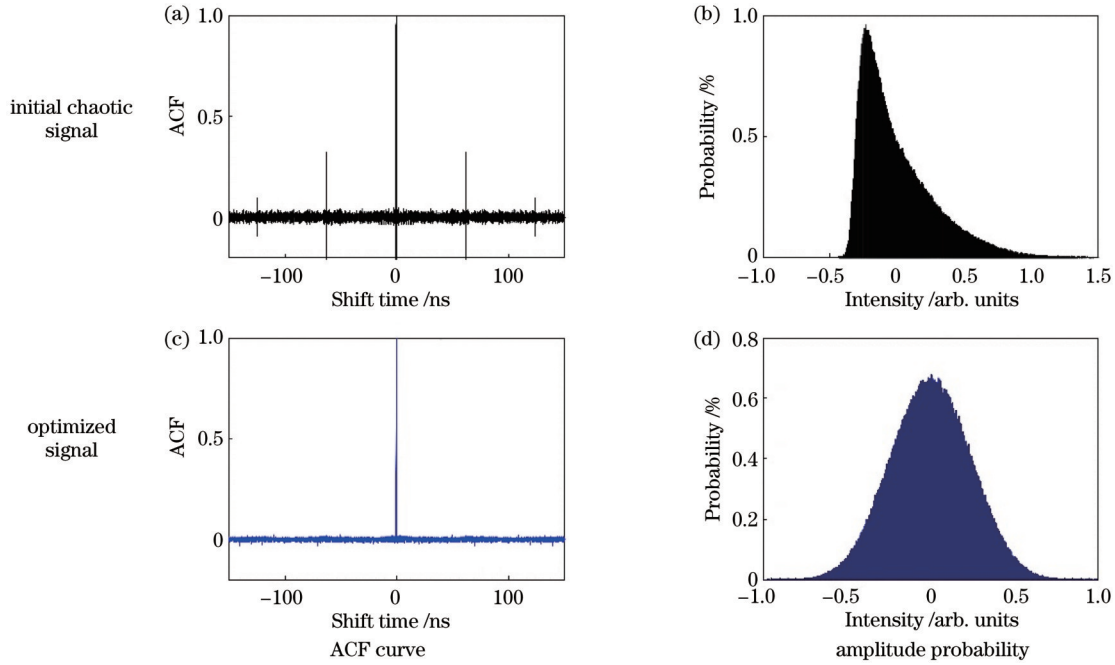 (a)
1.0
0.5
0
ACF
−100
0
100
Shift time /ns
(b)
1.0
0.5
0
Probability /%
−1.0
−0.5
0
0.5
1.0
1.5
Intensity /arb. units
initial chaotic
signal
(c)
1.0
0.5
0
ACF
−100
0
100
Shift time /ns
ACF curve
(d)
0.8
0.6
0.4
0.2
0
Probability /%
−1.0
−0.5
0
0.5
1.0
Intensity /arb. units
amplitude probability
optimized
signal